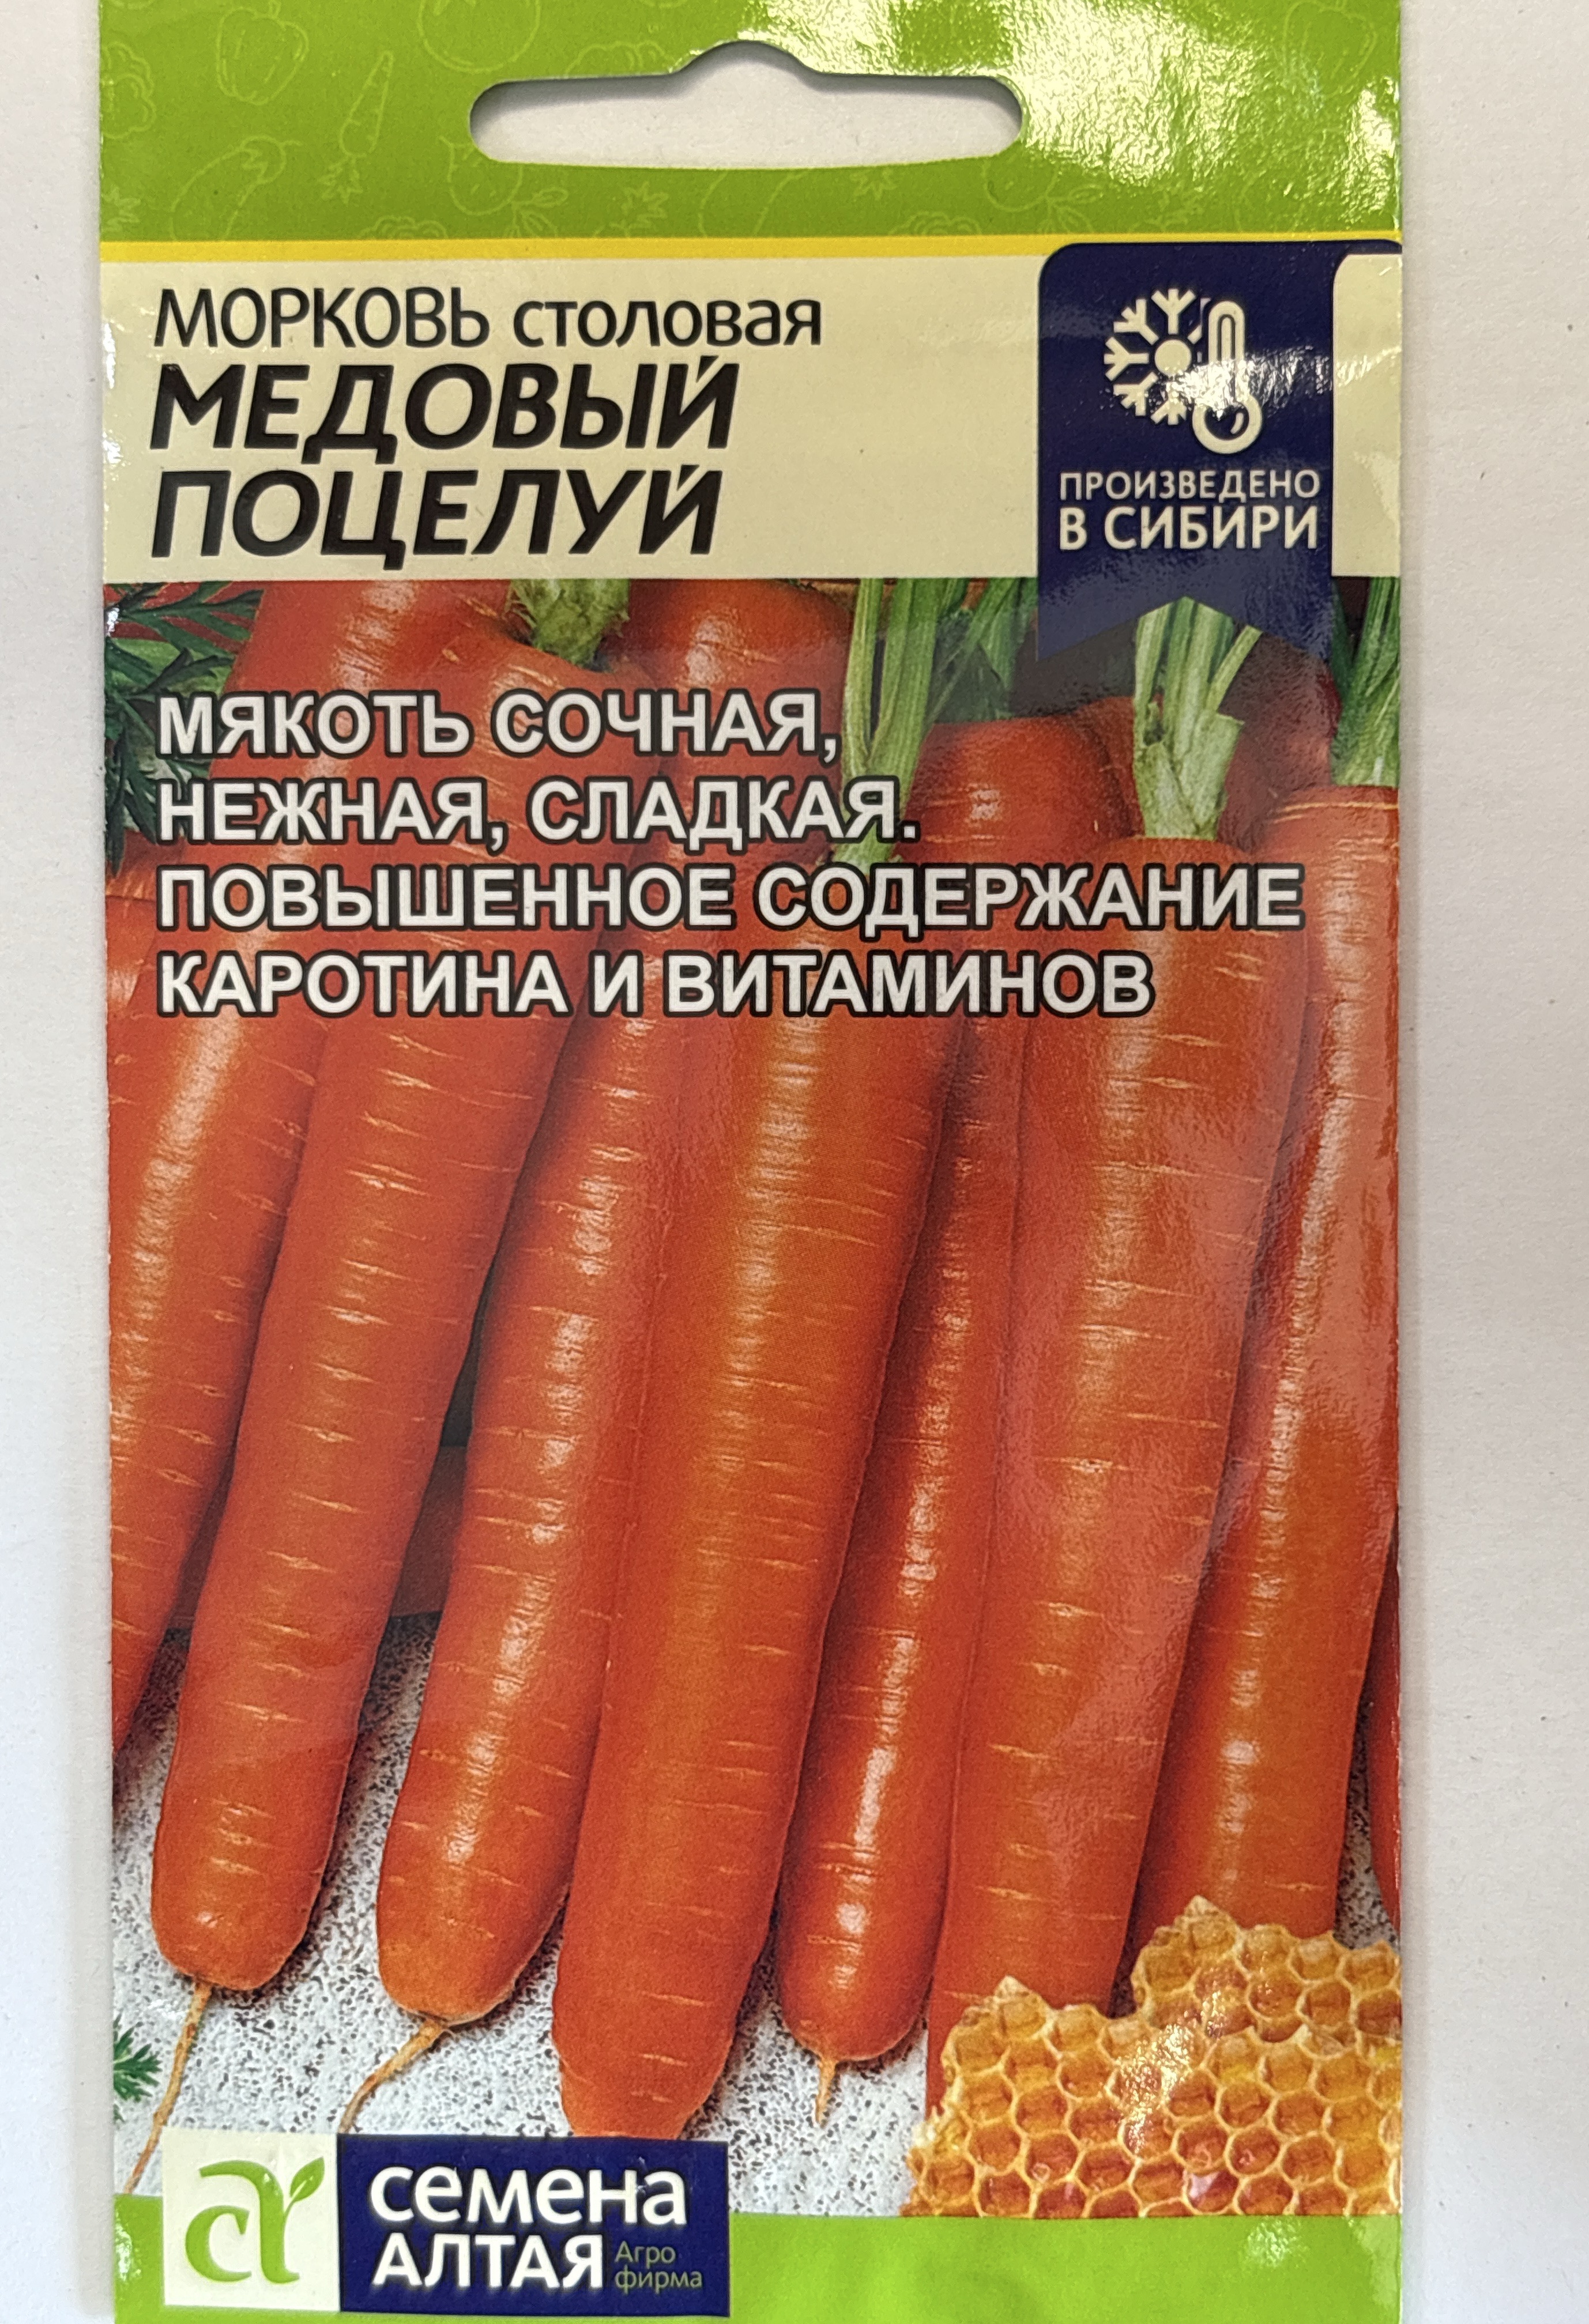 МОРКОВЬ столовая
МЕДОВЫЙ
ПОЦЕЛУЙ
ПРОИЗВЕДЕНО
В СИБИРИ
МЯКОТЬ СОЧНАЯ,
НЕЖНАЯ, СЛАДКАЯ.
ПОВЫШЕННОЕ СОДЕРЖАНИЕ
КАРОТИНА И ВИТАМИНОВ
семена
АЛТАЯ
Агро
фирма